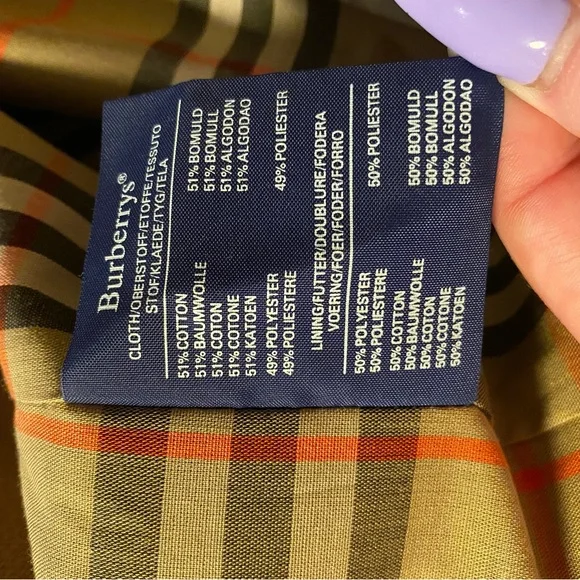 Burberrys®
CLOTH/OBERSTOFF/ETOFFE/TESSUTO
STOF/KLAEDE/TYG/TELA
51% COTTON
51% BAUMWOLLE
51% COTON
51% COTONE
51% KATOEN
49% POLYESTER
49% POLIESTERE
51% BOMULD
51% BOMULL
51% ALGODON
51% ALGODAO
49% POLIESTER
LINING/FUTTER/DOUBLURE/FODERA
VOERING/FOER/FODER/FORRO
50% POLYESTER
50% POLIESTERE
50% COTTON
50% BAUMWOLLE
50% COTON
50% COTONE
50% KATOEN
50% POLIESTER
50% BOMULD
50% BOMULL
50% ALGODON
50% ALGODAO